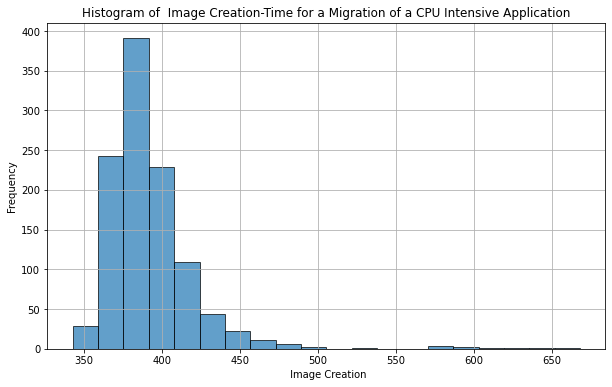 Histogram of  Image Creation-Time for a Migration of a CPU Intensive Application
400
350
300
250
200
150
100
50
0
Frequency
350 400 450 500 550 600 650
Image Creation